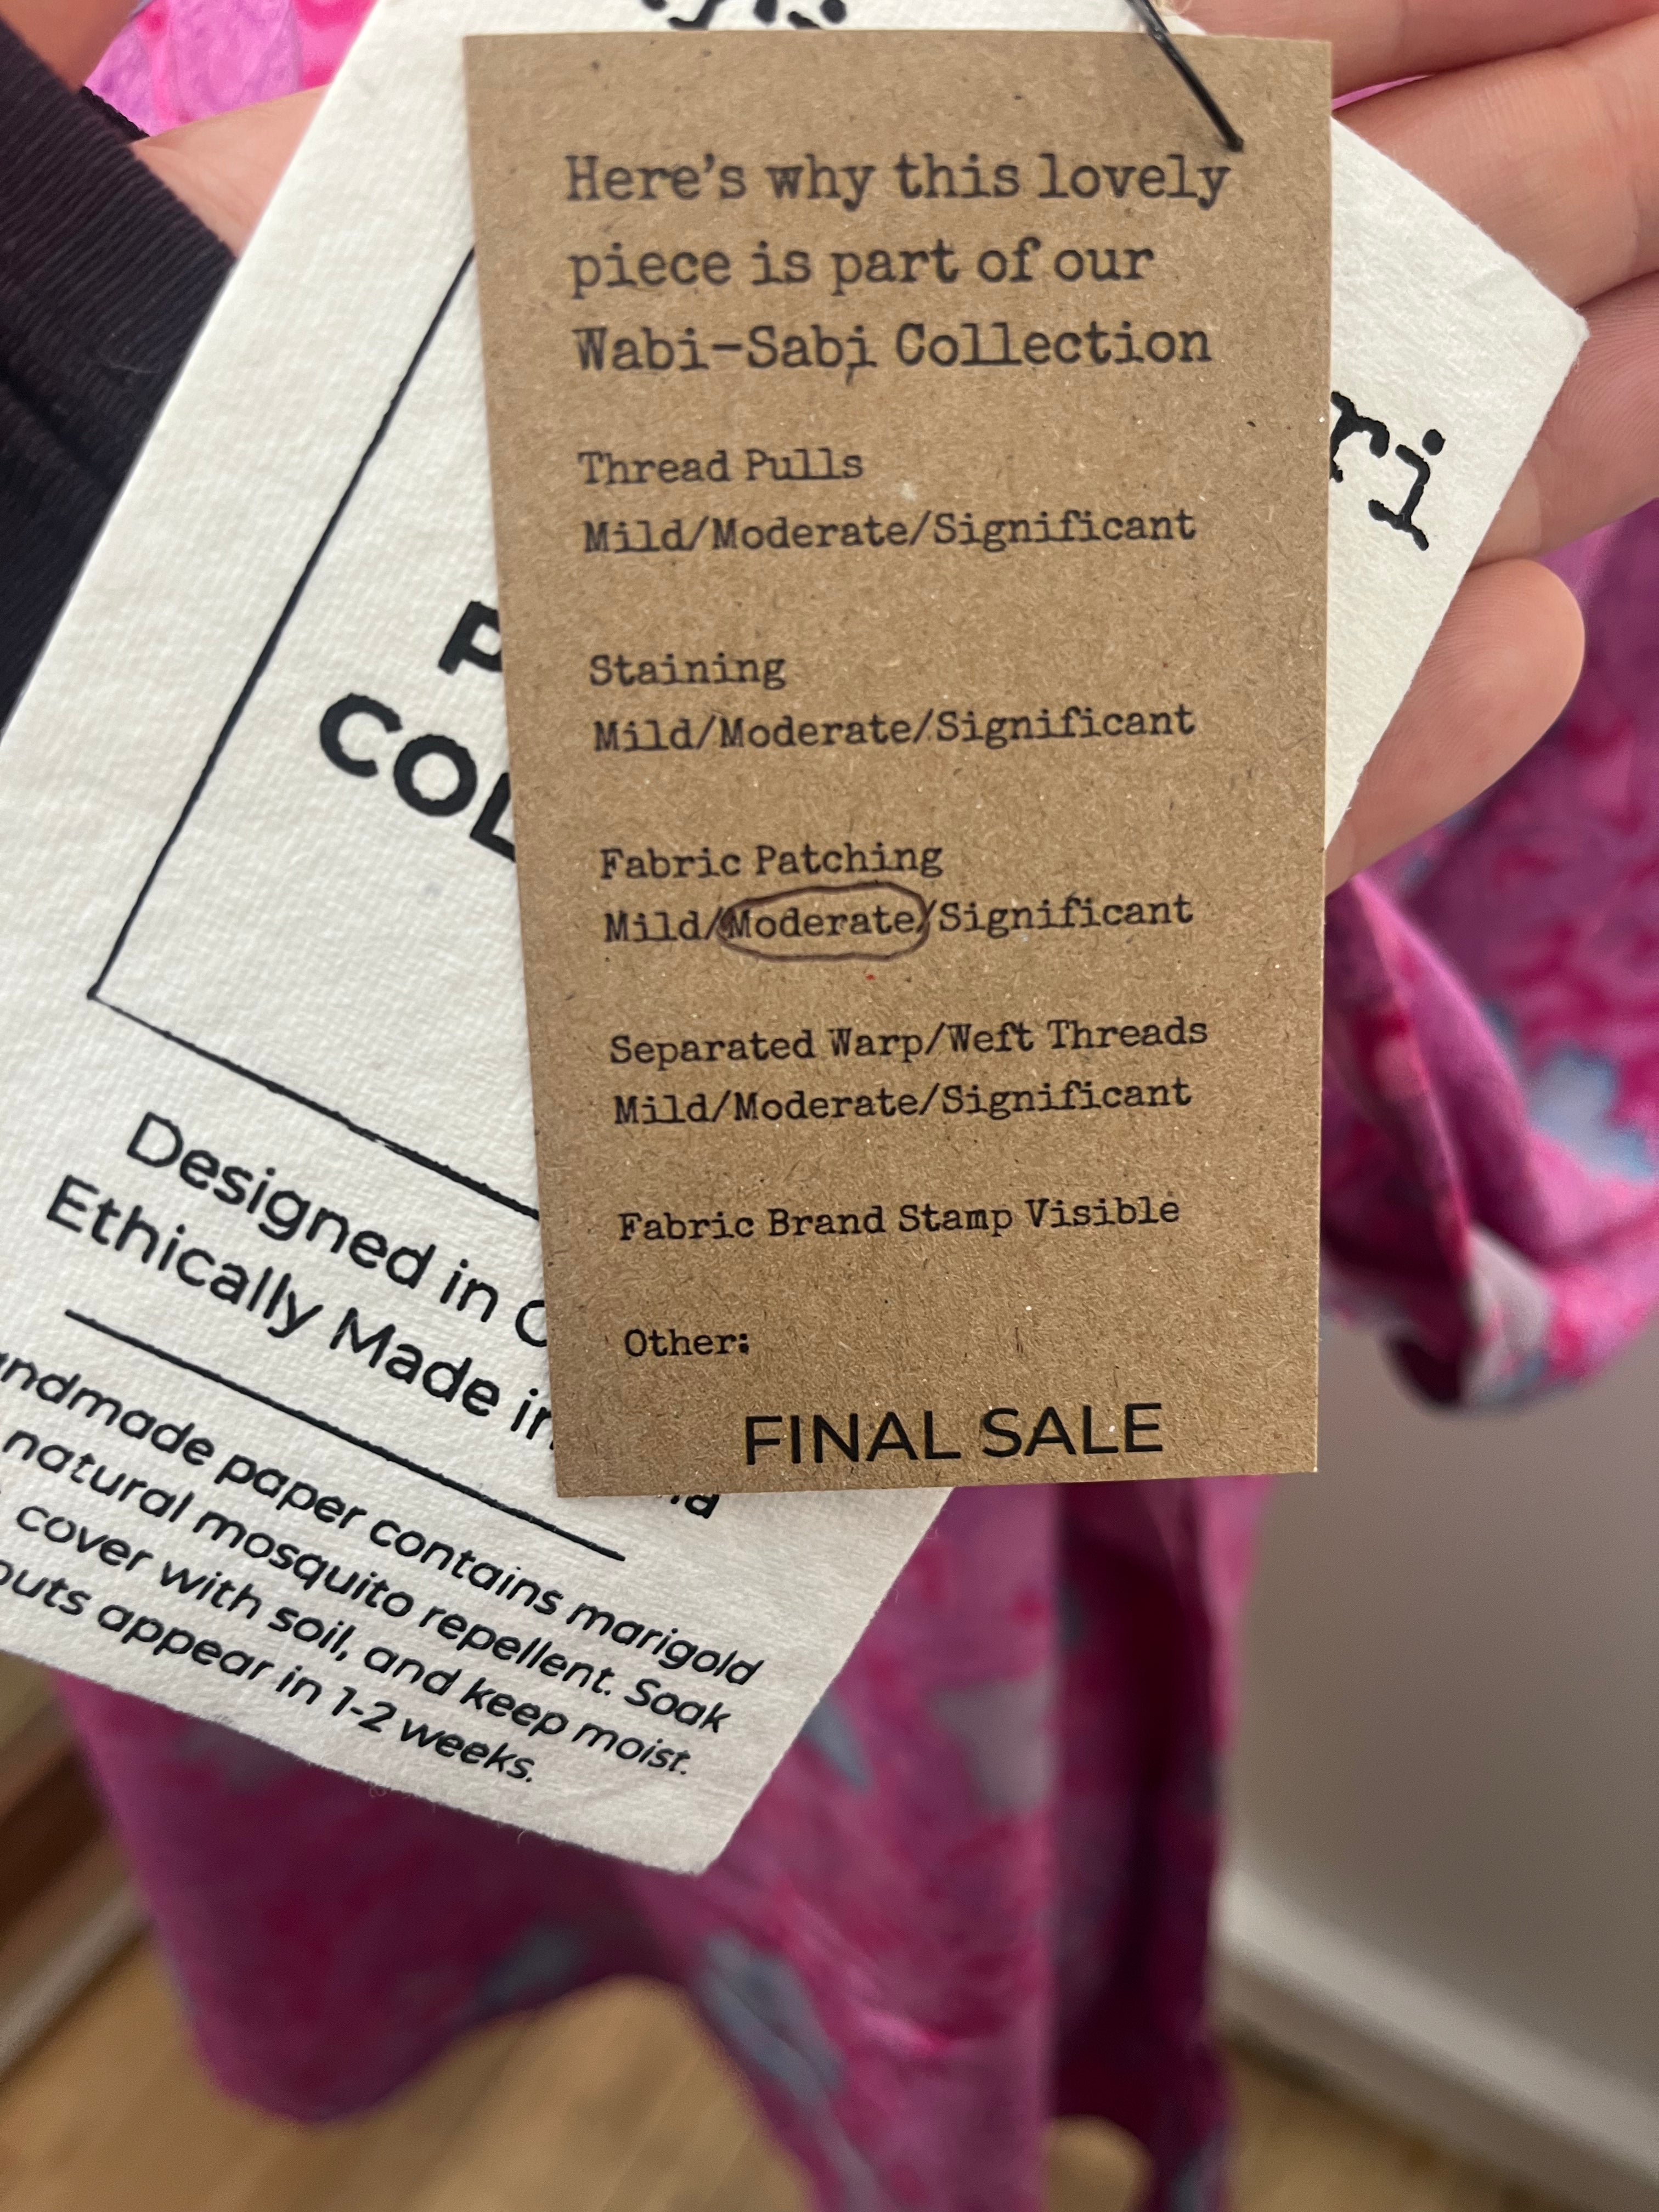 Here's why this lovely
piece is part of our
Wabi-Sabi Collection
Thread Pulls
Mild/Moderate/Significant
Staining
Mild/Moderate/Significant
Fabric Patching
Mild/Moderate/Significant
Separated Warp/Weft Threads
Mild/Moderate/Significant
Fabric Brand Stamp Visible
Other:
FINAL SALE
Designed in
Ethically Made in
paper contains marigold
natural mosquito repellent. Soak
cover with soil, and keep moist.
appear in 1-2 weeks.